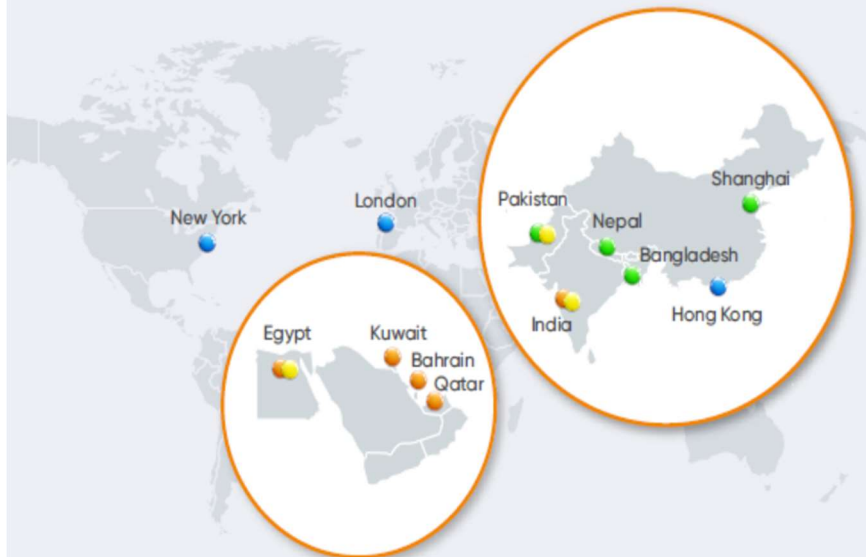 New York
London
Pakistan
Nepal
Shanghai
Bangladesh
India
Hong Kong
Egypt
Kuwait
Bahrain
Qatar